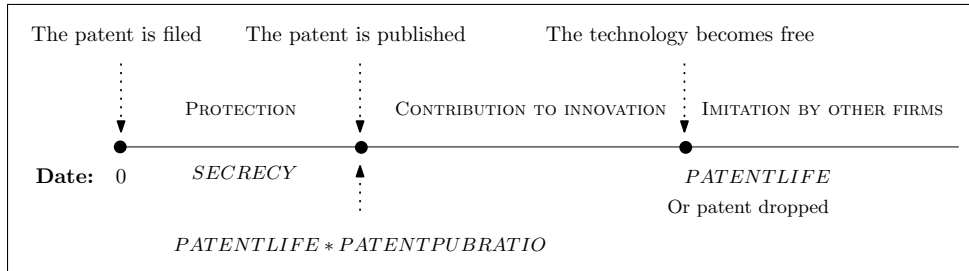 The patent is filed The patent is published The technology becomes free
PROTECTION CONTRIBUTION TO INNOVATION IMITATION BY OTHER FIRMS
Date: 0 SECRECY PATENTLIFE
Or patent dropped
PATENTLIFE * PATENTPUBRATIO